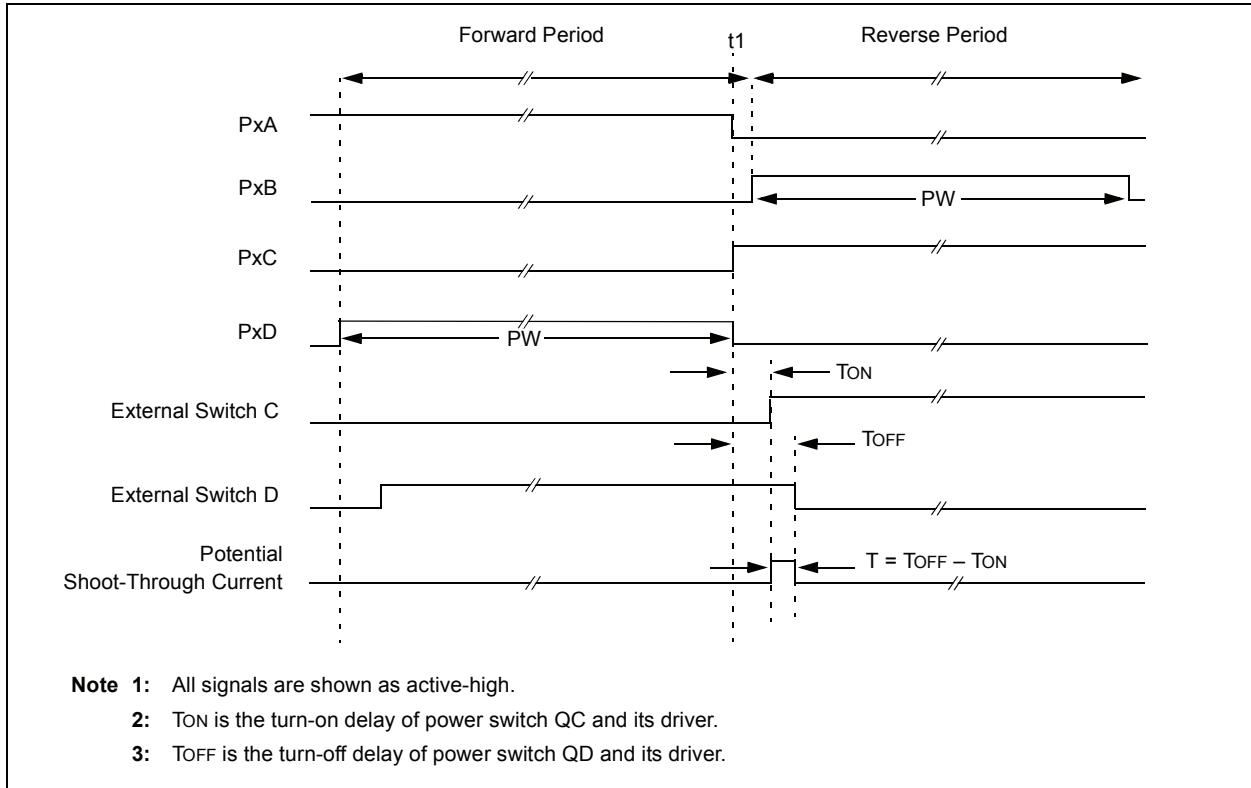 Forward Period
t1
Reverse Period
PxA
PxB
PW
PxC
PxD
PW
TON
External Switch C
TOFF
External Switch D
Potential
Shoot-Through Current
T = TOFF – TON
Note 1: All signals are shown as active-high.
2: TON is the turn-on delay of power switch QC and its driver.
3: TOFF is the turn-off delay of power switch QD and its driver.